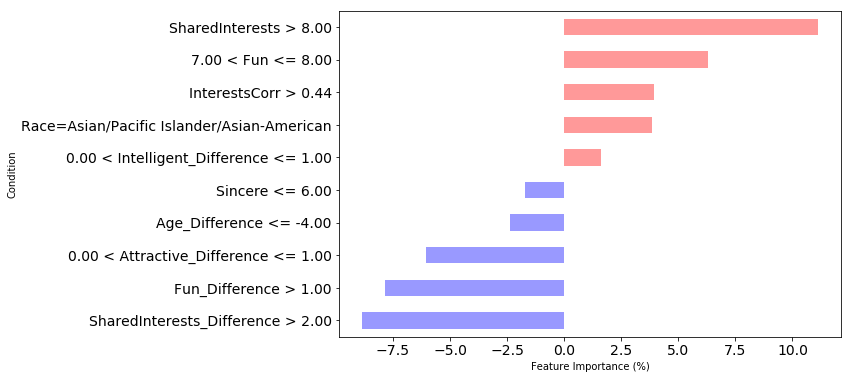 SharedInterests > 8.00
7.00 < Fun <= 8.00
InterestsCorr > 0.44
Race=Asian/Pacific Islander/Asian-American
0.00 < Intelligent_Difference <= 1.00
Sincere <= 6.00
Age_Difference <= -4.00
0.00 < Attractive_Difference <= 1.00
Fun_Difference > 1.00
SharedInterests_Difference > 2.00
Condition
−7.5 −5.0 −2.5 0.0 2.5 5.0 7.5 10.0
Feature Importance (%)